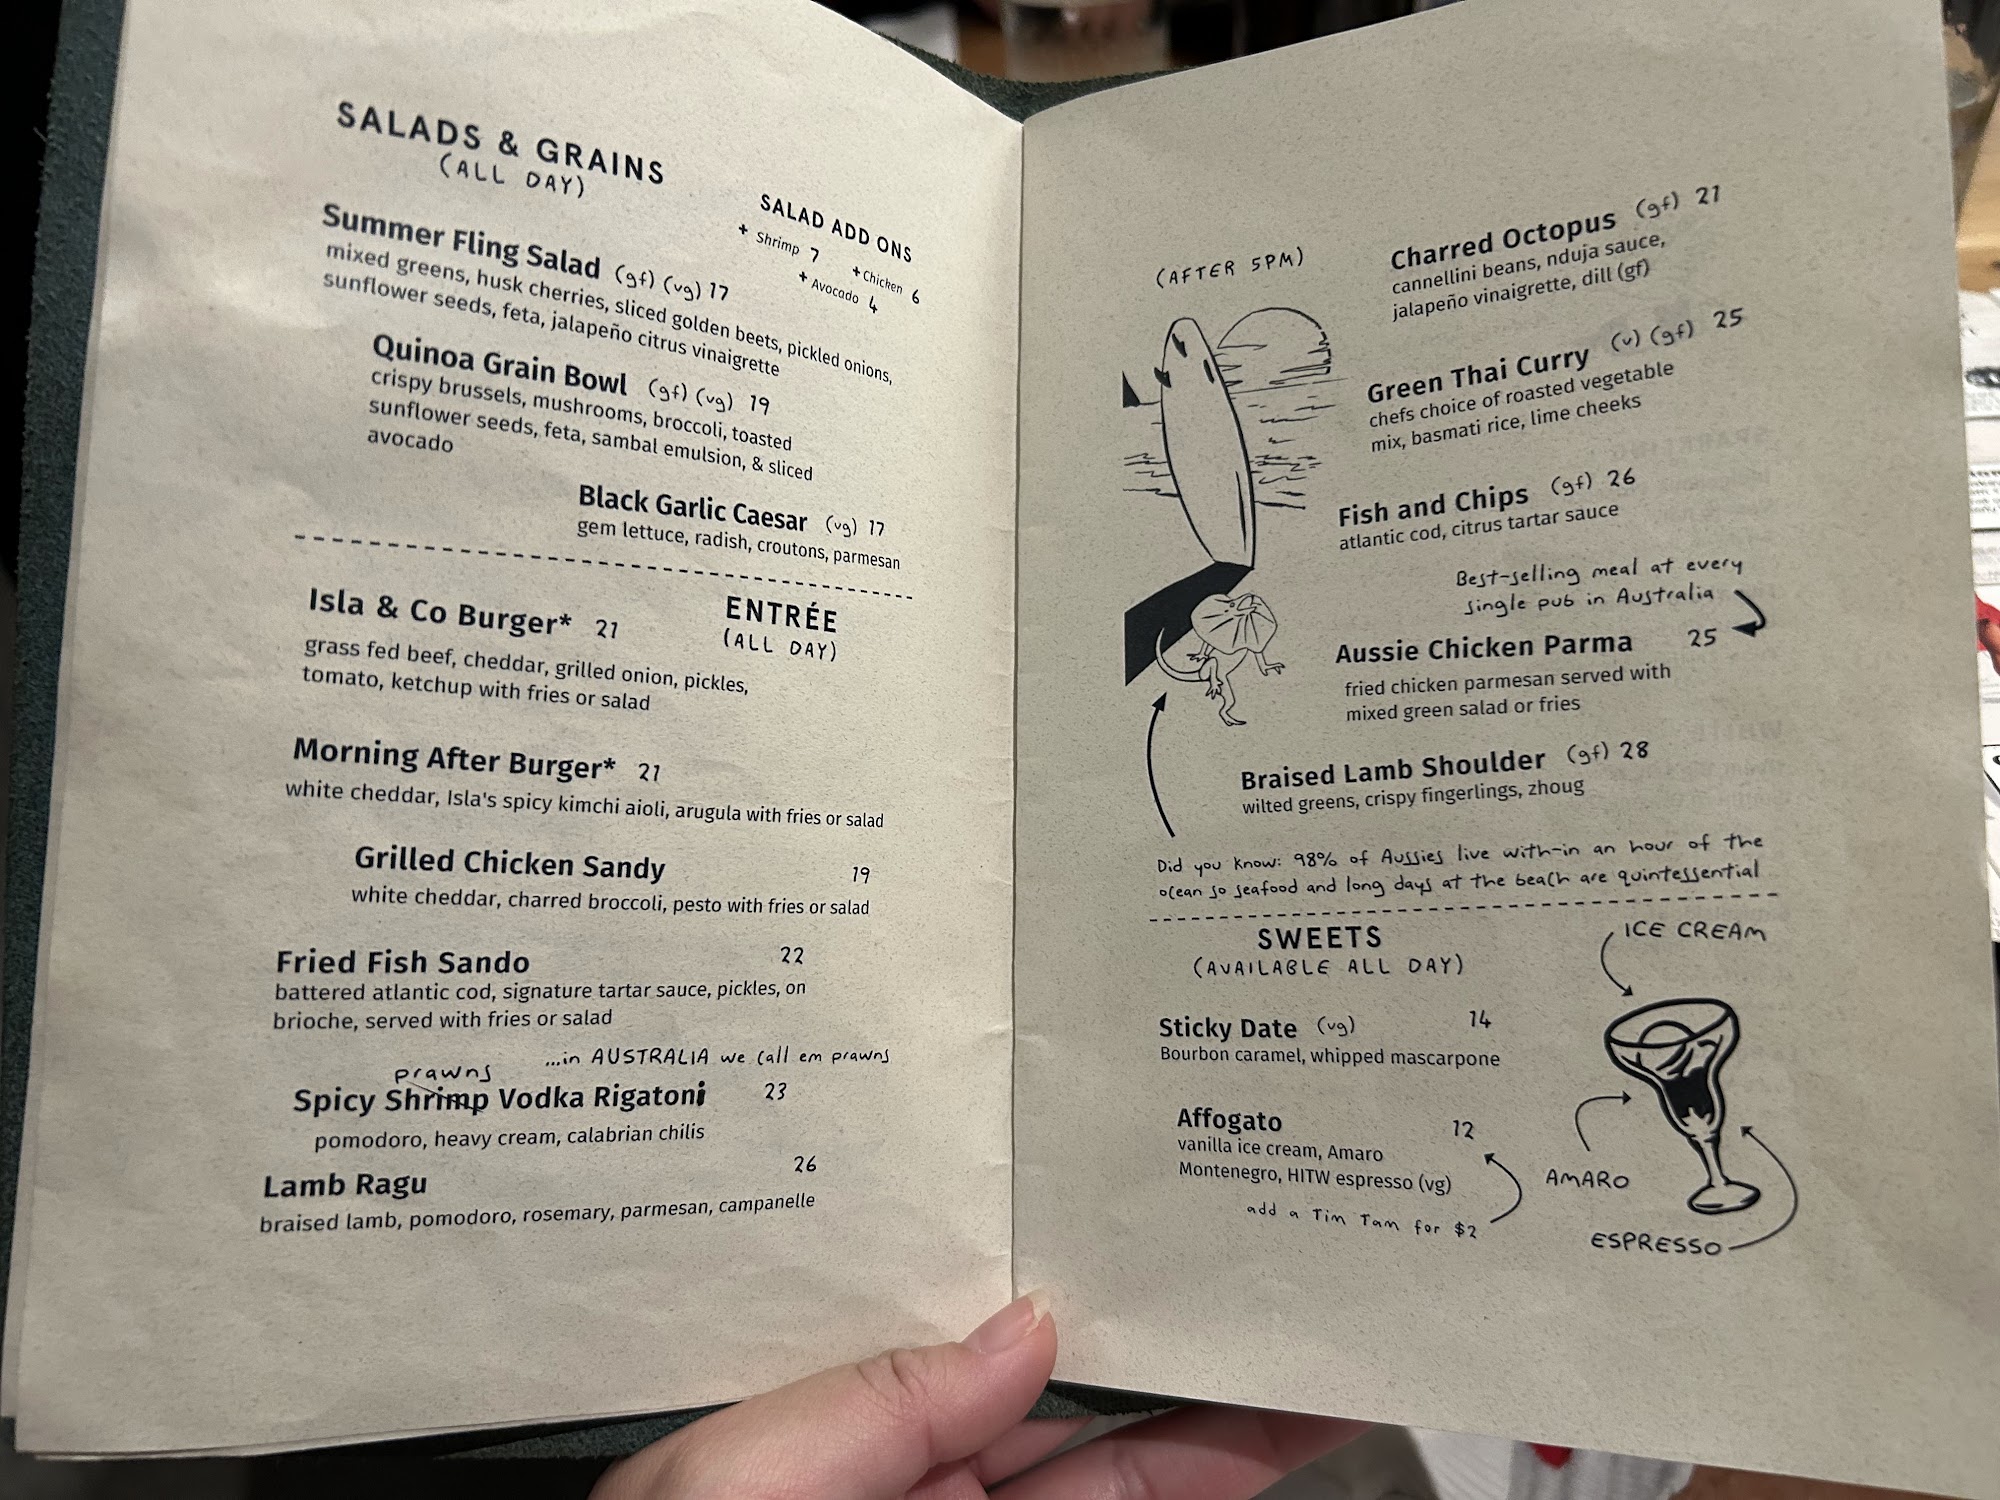 SALADS & GRAINS
(ALL DAY)
SALAD ADD ONS
+ Shrimp 7
+ Chicken 6
+ Avocado 4
Summer Fling Salad (gf) (vg) 17
mixed greens, husk cherries, sliced golden beets, pickled onions,
sunflower seeds, feta, jalapeño citrus vinaigrette
Quinoa Grain Bowl (gf) (vg) 19
crispy brussels, mushrooms, broccoli, toasted
sunflower seeds, feta, sambal emulsion, & sliced
avocado
Black Garlic Caesar (vg) 17
gem lettuce, radish, croutons, parmesan
ENTRÉE
(ALL DAY)
Isla & Co Burger* 21
grass fed beef, cheddar, grilled onion, pickles,
tomato, ketchup with fries or salad
Morning After Burger* 21
white cheddar, Isla's spicy kimchi aioli, arugula with fries or salad
Grilled Chicken Sandy 19
white cheddar, charred broccoli, pesto with fries or salad
Fried Fish Sando 22
battered atlantic cod, signature tartar sauce, pickles, on
brioche, served with fries or salad
...in AUSTRALIA we call em prawns
prawns
Spicy Shrimp Vodka Rigatoni 23
pomodoro, heavy cream, calabrian chilis
Lamb Ragu 26
braised lamb, pomodoro, rosemary, parmesan, campanelle
(AFTER 5PM)
Charred Octopus (gf) 21
cannellini beans, nduja sauce,
jalapeño vinaigrette, dill (gf)
Green Thai Curry (v) (gf) 25
chefs choice of roasted vegetable
mix, basmati rice, lime cheeks
Fish and Chips (gf) 26
atlantic cod, citrus tartar sauce
Best-selling meal at every
single pub in Australia
Aussie Chicken Parma 25
fried chicken parmesan served with
mixed green salad or fries
Braised Lamb Shoulder (gf) 28
wilted greens, crispy fingerlings, zhoug
Did you know: 98% of Aussies live with-in an hour of the
ocean so seafood and long days at the beach are quintessential
SWEETS
(AVAILABLE ALL DAY)
Sticky Date (vg) 14
Bourbon caramel, whipped mascarpone
Affogato 12
vanilla ice cream, Amaro
Montenegro, HITW espresso (vg)
add a Tim Tam for $2
ICE CREAM
AMARO
ESPRESSO